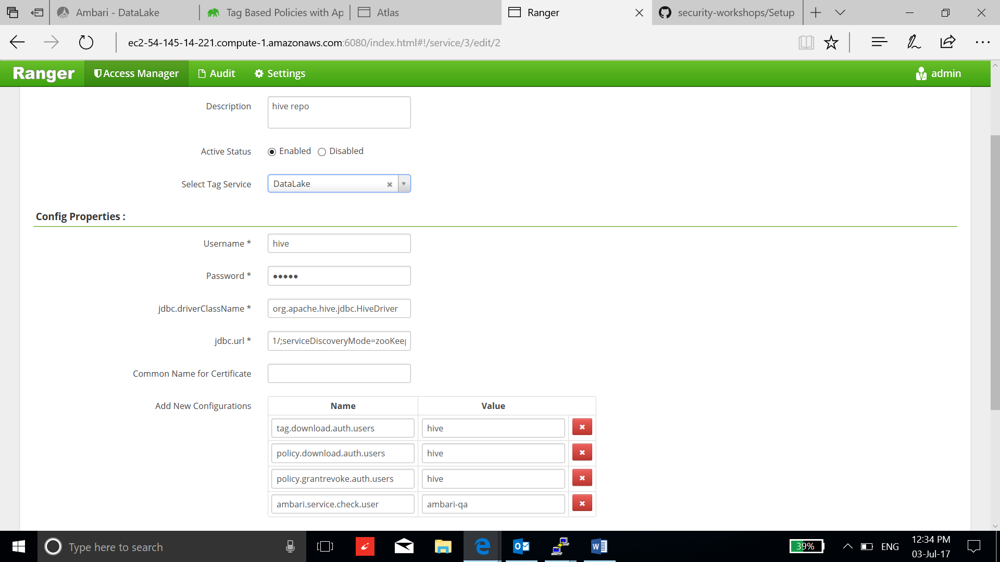 Ambari - DataLake
Tag Based Policies with Ap
Atlas
Ranger
security-workshops/Setup
ec2-54-145-14-221.compute-1.amazonaws.com:6080/index.html#!/service/3/edit/2
Ranger Access Manager Audit Settings admin
Description hive repo
Active Status Enabled Disabled
Select Tag Service DataLake
Config Properties :
Username * hive
Password * •••••
jdbc.driverClassName * org.apache.hive.jdbc.HiveDriver
jdbc.url * 1/;serviceDiscoveryMode=zooKeep
Common Name for Certificate
Add New Configurations Name Value
tag.download.auth.users hive
policy.download.auth.users hive
policy.grantrevoke.auth.users hive
ambari.service.check.user ambari-qa
Type here to search
39%
ENG
12:34 PM
03-Jul-17